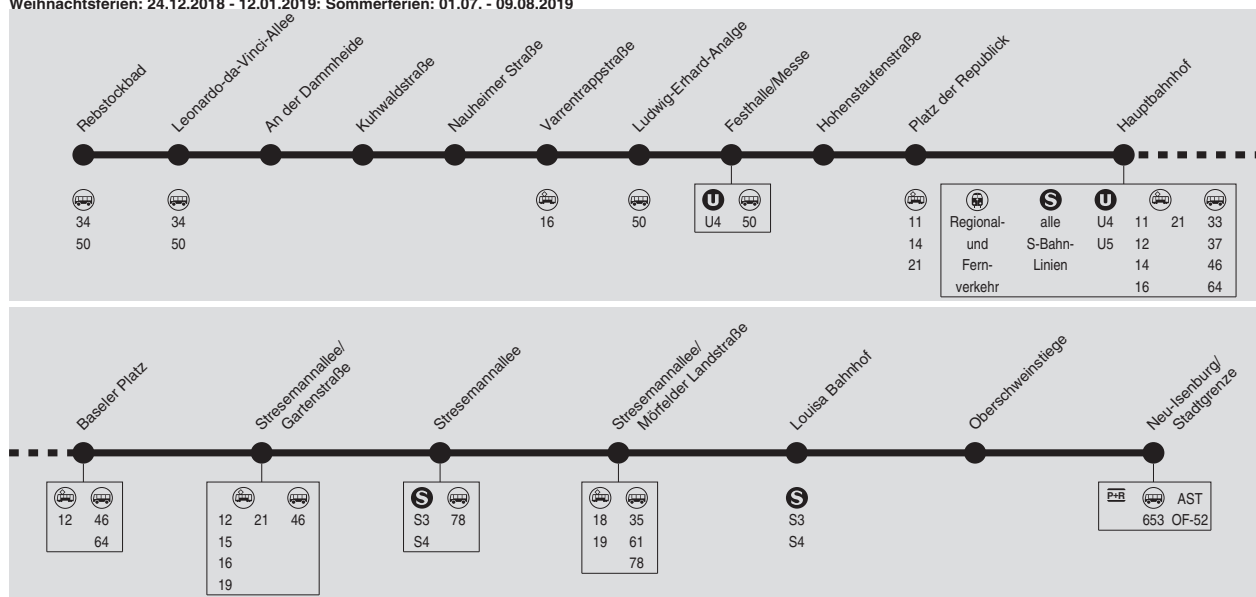 Weihnachtsferien: 24.12.2018 - 12.01.2019: Sommerferien: 01.07. - 09.08.2019
Rebstockbad
Leonardo-da-Vinci-Allee
An der Dammheide
Kuhwaldstraße
Nauheimer Straße
Varrentrappstraße
Ludwig-Erhard-Analge
Festhalle/Messe
Hohenstaufenstraße
Platz der Republick
Hauptbahnhof
34
50
34
50
16
50
U
U4 50
11
14
21
S U
Regional- alle U4 11 21 33
und S-Bahn- U5 12 37
Fern- Linien 14 46
verkehr 16 64
Baseler Platz
Stresemannallee/
Gartenstraße
Stresemannallee
Stresemannallee/
Mörfelder Landstraße
Louisa Bahnhof
Oberschweinstiege
Neu-Isenburg/
Stadtgrenze
12 46
64
12 21 46
15
16
19
S
S3 78
S4
18 35
19 61
78
S
S3
S4
P+R AST
653 OF-52